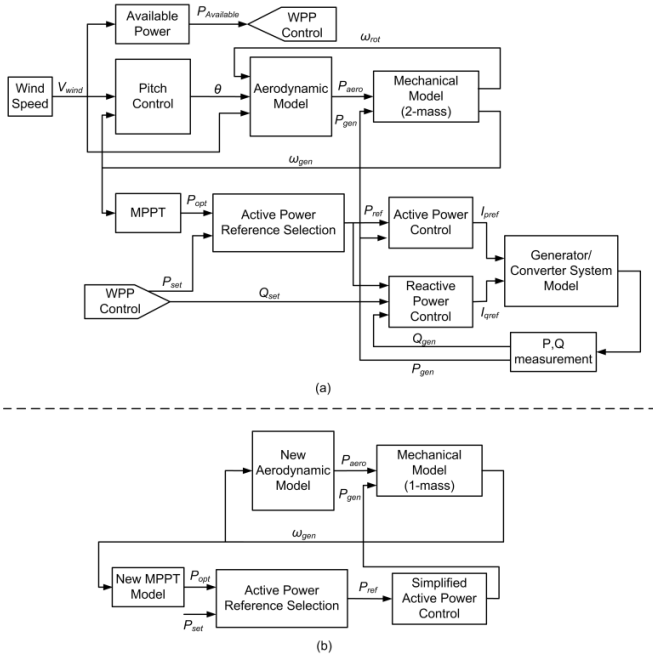 Available
Power
P_Available
WPP
Control
ω_rot
Wind
Speed
V_wind
Pitch
Control
θ
Aerodynamic
Model
P_aero
P_gen
Mechanical
Model
(2-mass)
ω_gen
MPPT
P_opt
Active Power
Reference Selection
P_ref
Active Power
Control
I_pref
Generator/
Converter System
Model
P_set
WPP
Control
Q_set
Reactive
Power
Control
I_qref
Q_gen
P_gen
P,Q
measurement
(a)
New
Aerodynamic
Model
P_aero
P_gen
Mechanical
Model
(1-mass)
ω_gen
New MPPT
Model
P_opt
P_set
Active Power
Reference Selection
P_ref
Simplified
Active Power
Control
(b)